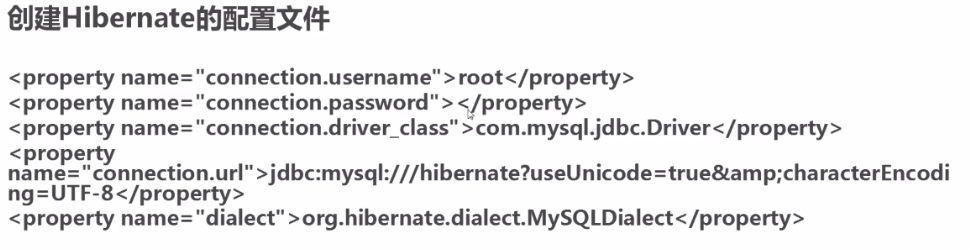 创建Hibernate的配置文件
<property name="connection.username">root</property>
<property name="connection.password"></property>
<property name="connection.driver_class">com.mysql.jdbc.Driver</property>
<property
name="connection.url">jdbc:mysql:///hibernate?useUnicode=true&amp;characterEncodi
ng=UTF-8</property>
<property name="dialect">org.hibernate.dialect.MySQLDialect</property>